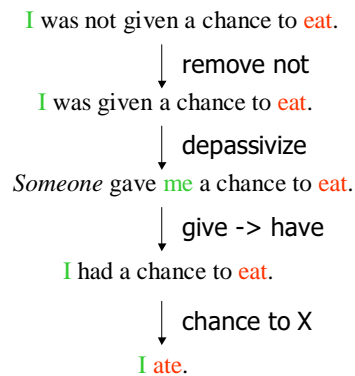 I was not given a chance to eat.
remove not
I was given a chance to eat.
depassivize
Someone gave me a chance to eat.
give -> have
I had a chance to eat.
chance to X
I ate.